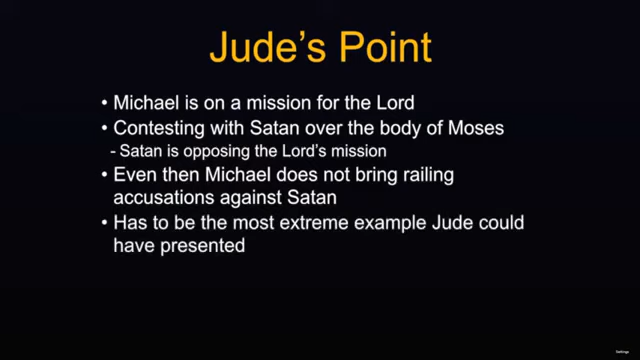 Jude's Point
• Michael is on a mission for the Lord
• Contesting with Satan over the body of Moses
- Satan is opposing the Lord's mission
• Even then Michael does not bring railing
accusations against Satan
• Has to be the most extreme example Jude could
have presented
Settings